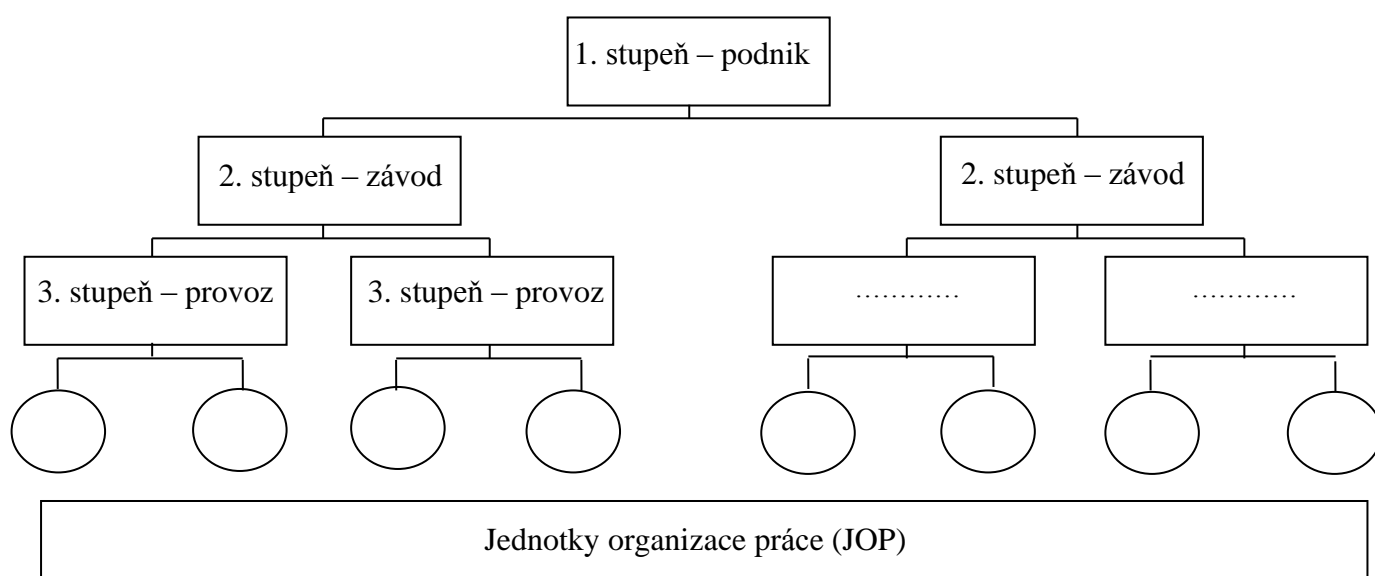 1. stupeň – podnik
2. stupeň – závod
2. stupeň – závod
3. stupeň – provoz
3. stupeň – provoz
…………
…………
Jednotky organizace práce (JOP)